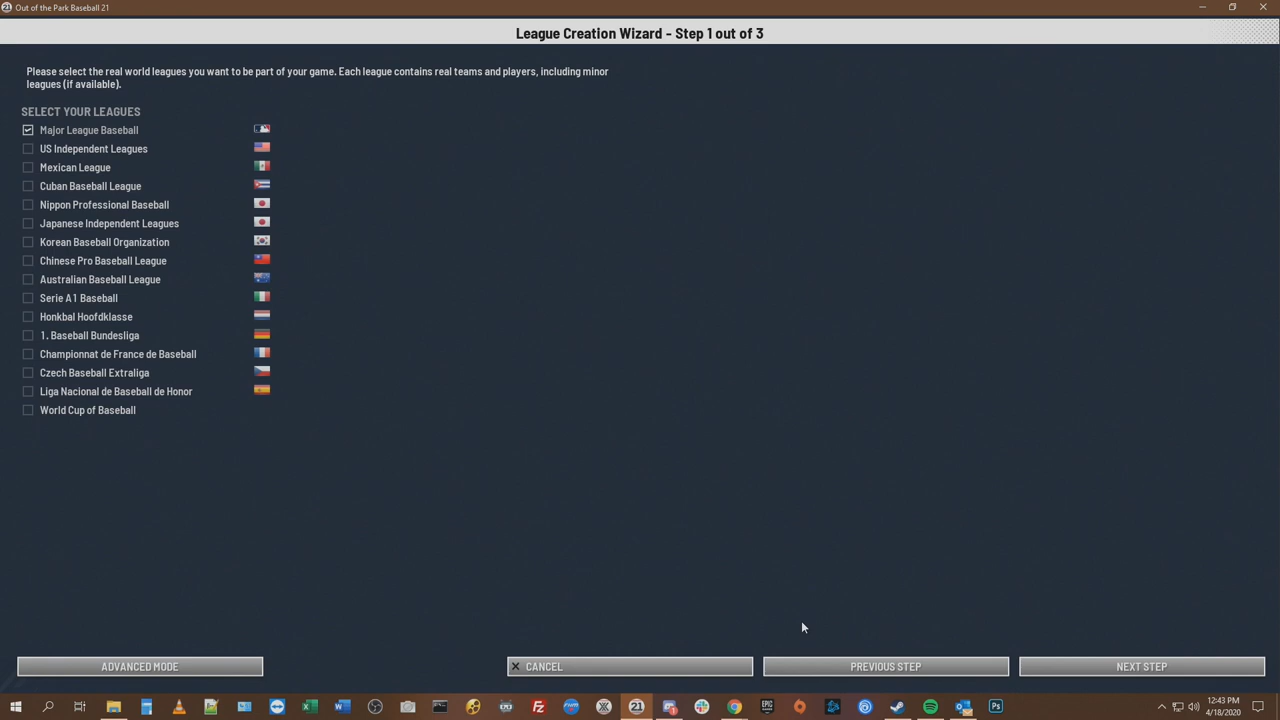 21 Out of the Park Baseball 21
League Creation Wizard - Step 1 out of 3
Please select the real world leagues you want to be part of your game. Each league contains real teams and players, including minor
leagues (if available).
SELECT YOUR LEAGUES
Major League Baseball
US Independent Leagues
Mexican League
Cuban Baseball League
Nippon Professional Baseball
Japanese Independent Leagues
Korean Baseball Organization
Chinese Pro Baseball League
Australian Baseball League
Serie A1 Baseball
Honkbal Hoofdklasse
1. Baseball Bundesliga
Championnat de France de Baseball
Czech Baseball Extraliga
Liga Nacional de Baseball de Honor
World Cup of Baseball
ADVANCED MODE
CANCEL
PREVIOUS STEP
NEXT STEP
FZ
21
EPIC
Ps
12:43 PM
4/18/2020